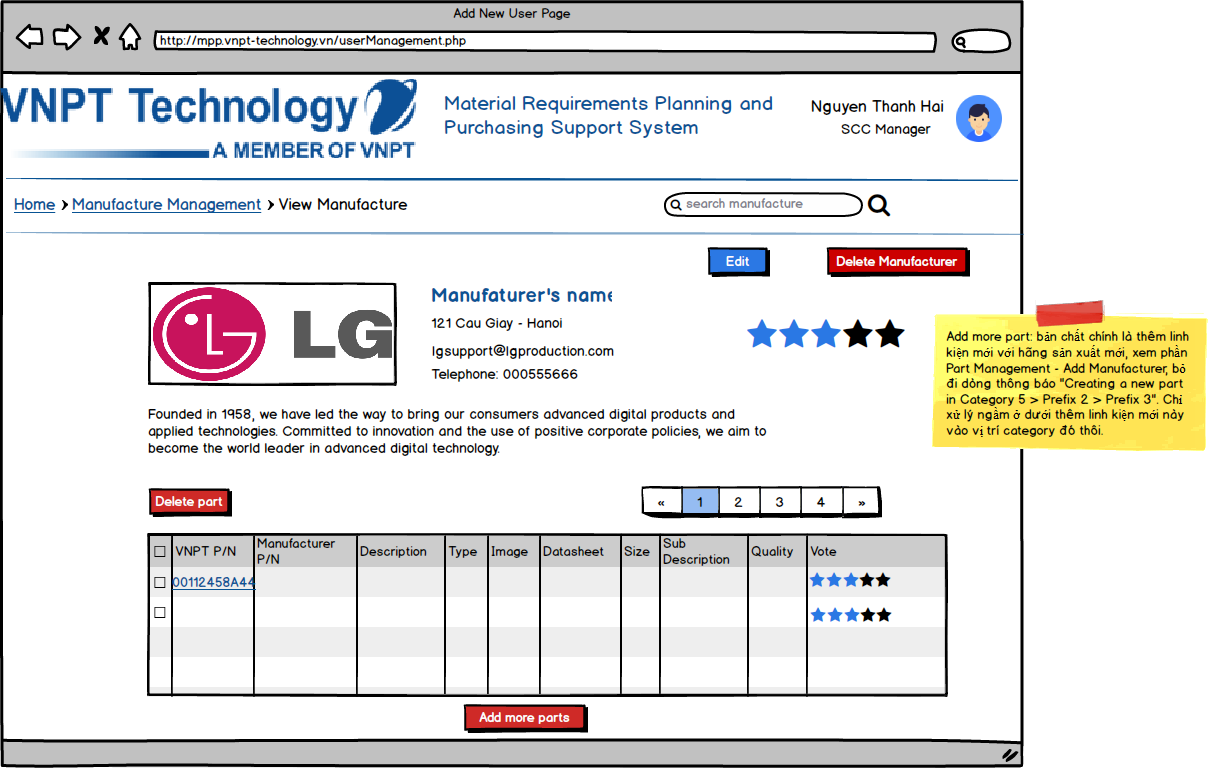 Add New User Page
http://mpp.vnpt-technology.vn/userManagement.php
VNPT Technology
A MEMBER OF VNPT
Material Requirements Planning and
Purchasing Support System
Nguyen Thanh Hai
SCC Manager
Home > Manufacture Management > View Manufacture
search manufacture
Edit
Delete Manufacturer
LG
Manufaturer's name
121 Cau Giay - Hanoi
lgsupport@lgproduction.com
Telephone: 000555666
Add more part: bản chất chính là thêm linh
kiện mới với hãng sản xuất mới, xem phần
Part Management - Add Manufacturer, bỏ
đi dòng thông báo "Creating a new part
in Category 5 > Prefix 2 > Prefix 3". Chỉ
xử lý ngầm ở dưới thêm linh kiện mới này
vào vị trí category đó thôi.
Founded in 1958, we have led the way to bring our consumers advanced digital products and
applied technologies. Committed to innovation and the use of positive corporate policies, we aim to
become the world leader in advanced digital technology.
Delete part
« 1 2 3 4 »
VNPT P/N
Manufacturer
P/N
Description
Type
Image
Datasheet
Size
Sub
Description
Quality
Vote
00112458A44
Add more parts